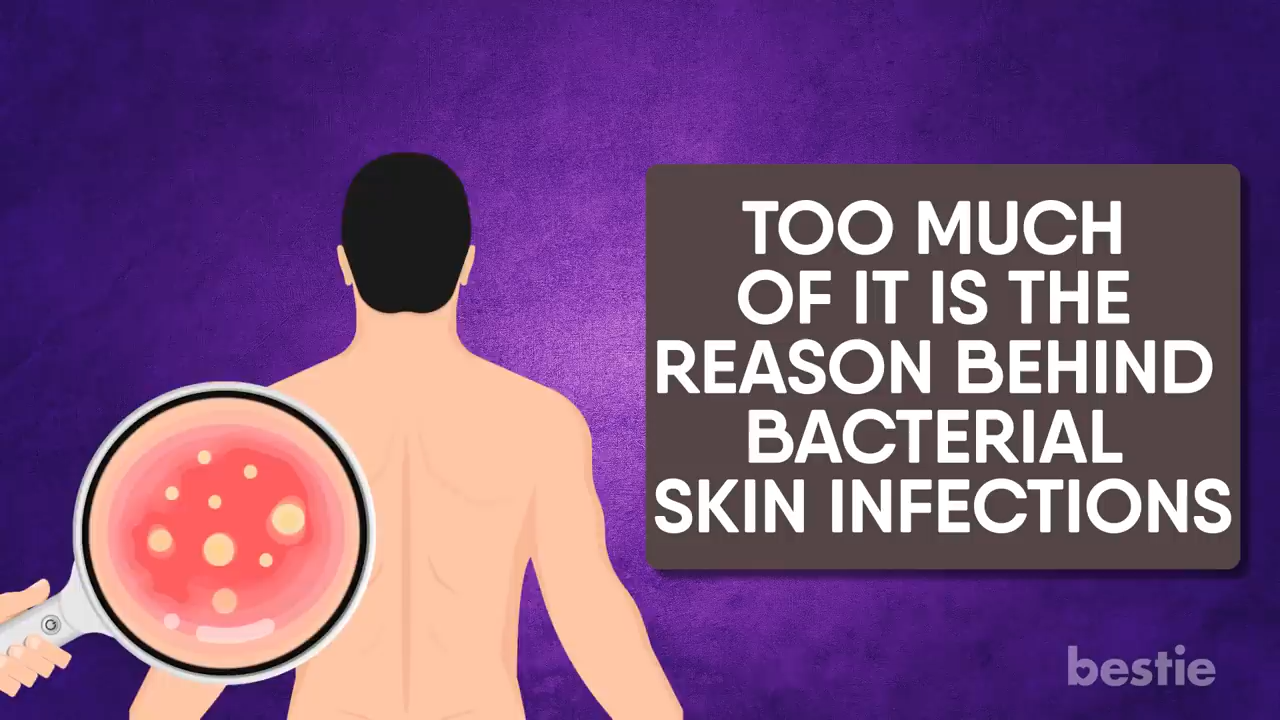 TOO MUCH
OF IT IS THE
REASON BEHIND
BACTERIAL
SKIN INFECTIONS
bestie